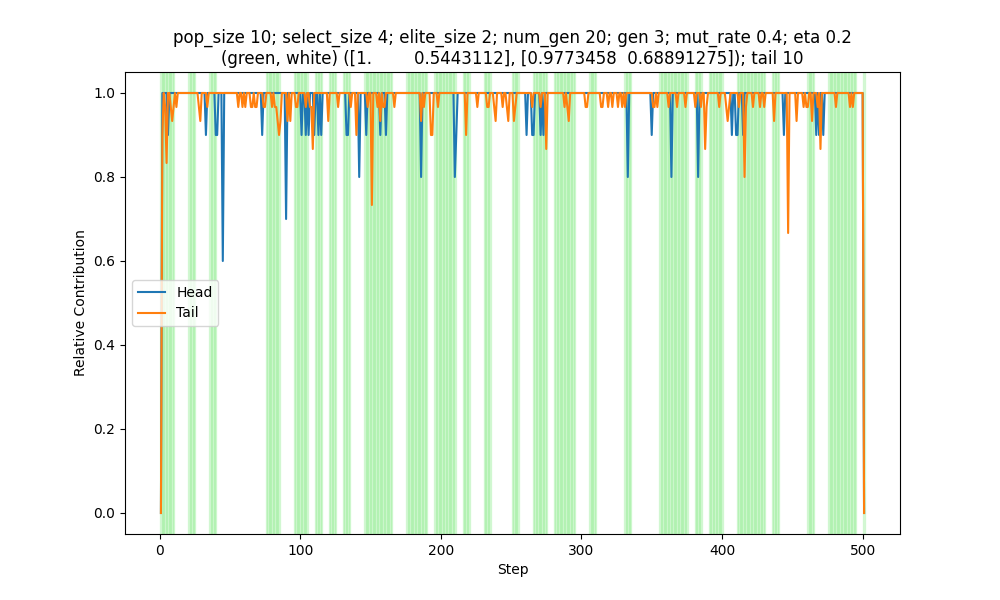 pop_size 10; select_size 4; elite_size 2; num_gen 20; gen 3; mut_rate 0.4; eta 0.2
(green, white) ([1. 0.5443112], [0.9773458 0.68891275]); tail 10
1.0
0.8
0.6
0.4
0.2
0.0
Relative Contribution
Head
Tail
0 100 200 300 400 500
Step